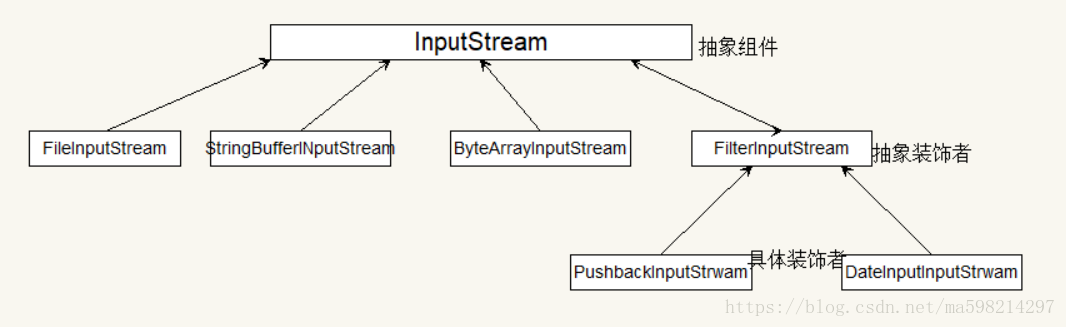 InputStream
抽象组件
FileInputStream
StringBufferINputStream
ByteArrayInputStream
FilterInputStream
抽象装饰者
PushbackInputStrwam
具体装饰者
DateInputInputStrwam
https://blog.csdn.net/ma598214297